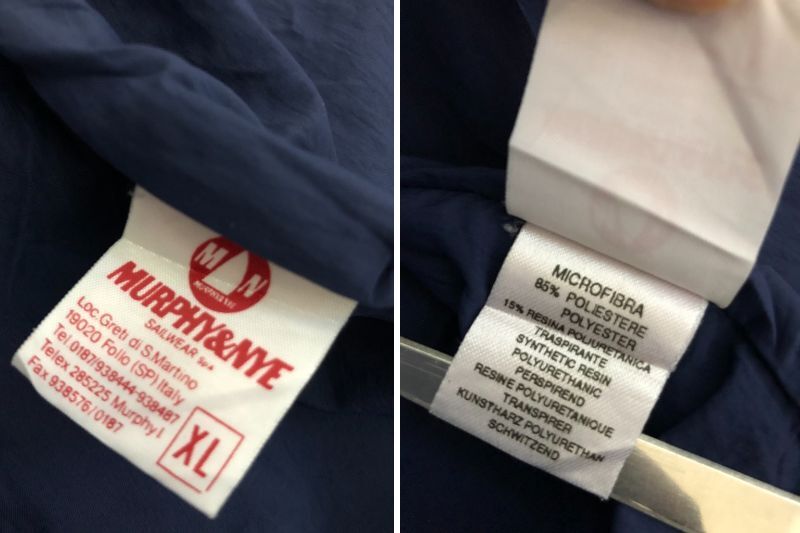 M N
MURPHY&NYE
MURPHY&NYE
SAILWEAR SpA
Loc. Greti di S. Martino
19020 Follo (SP) Italy
Tel. 0187/938444-938487
Telex 285225 Murphy I
Fax 938576/0187
XL
MICROFIBRA
85% POLIESTERE
POLYESTER
15% RESINA POLIURETANICA
TRASPIRANTE
SYNTHETIC RESIN
POLYURETHANIC
PERSPIREND
RESINE POLYURETANIQUE
TRANSPIRER
KUNSTHARZ POLYURETHAN
SCHWITZEND